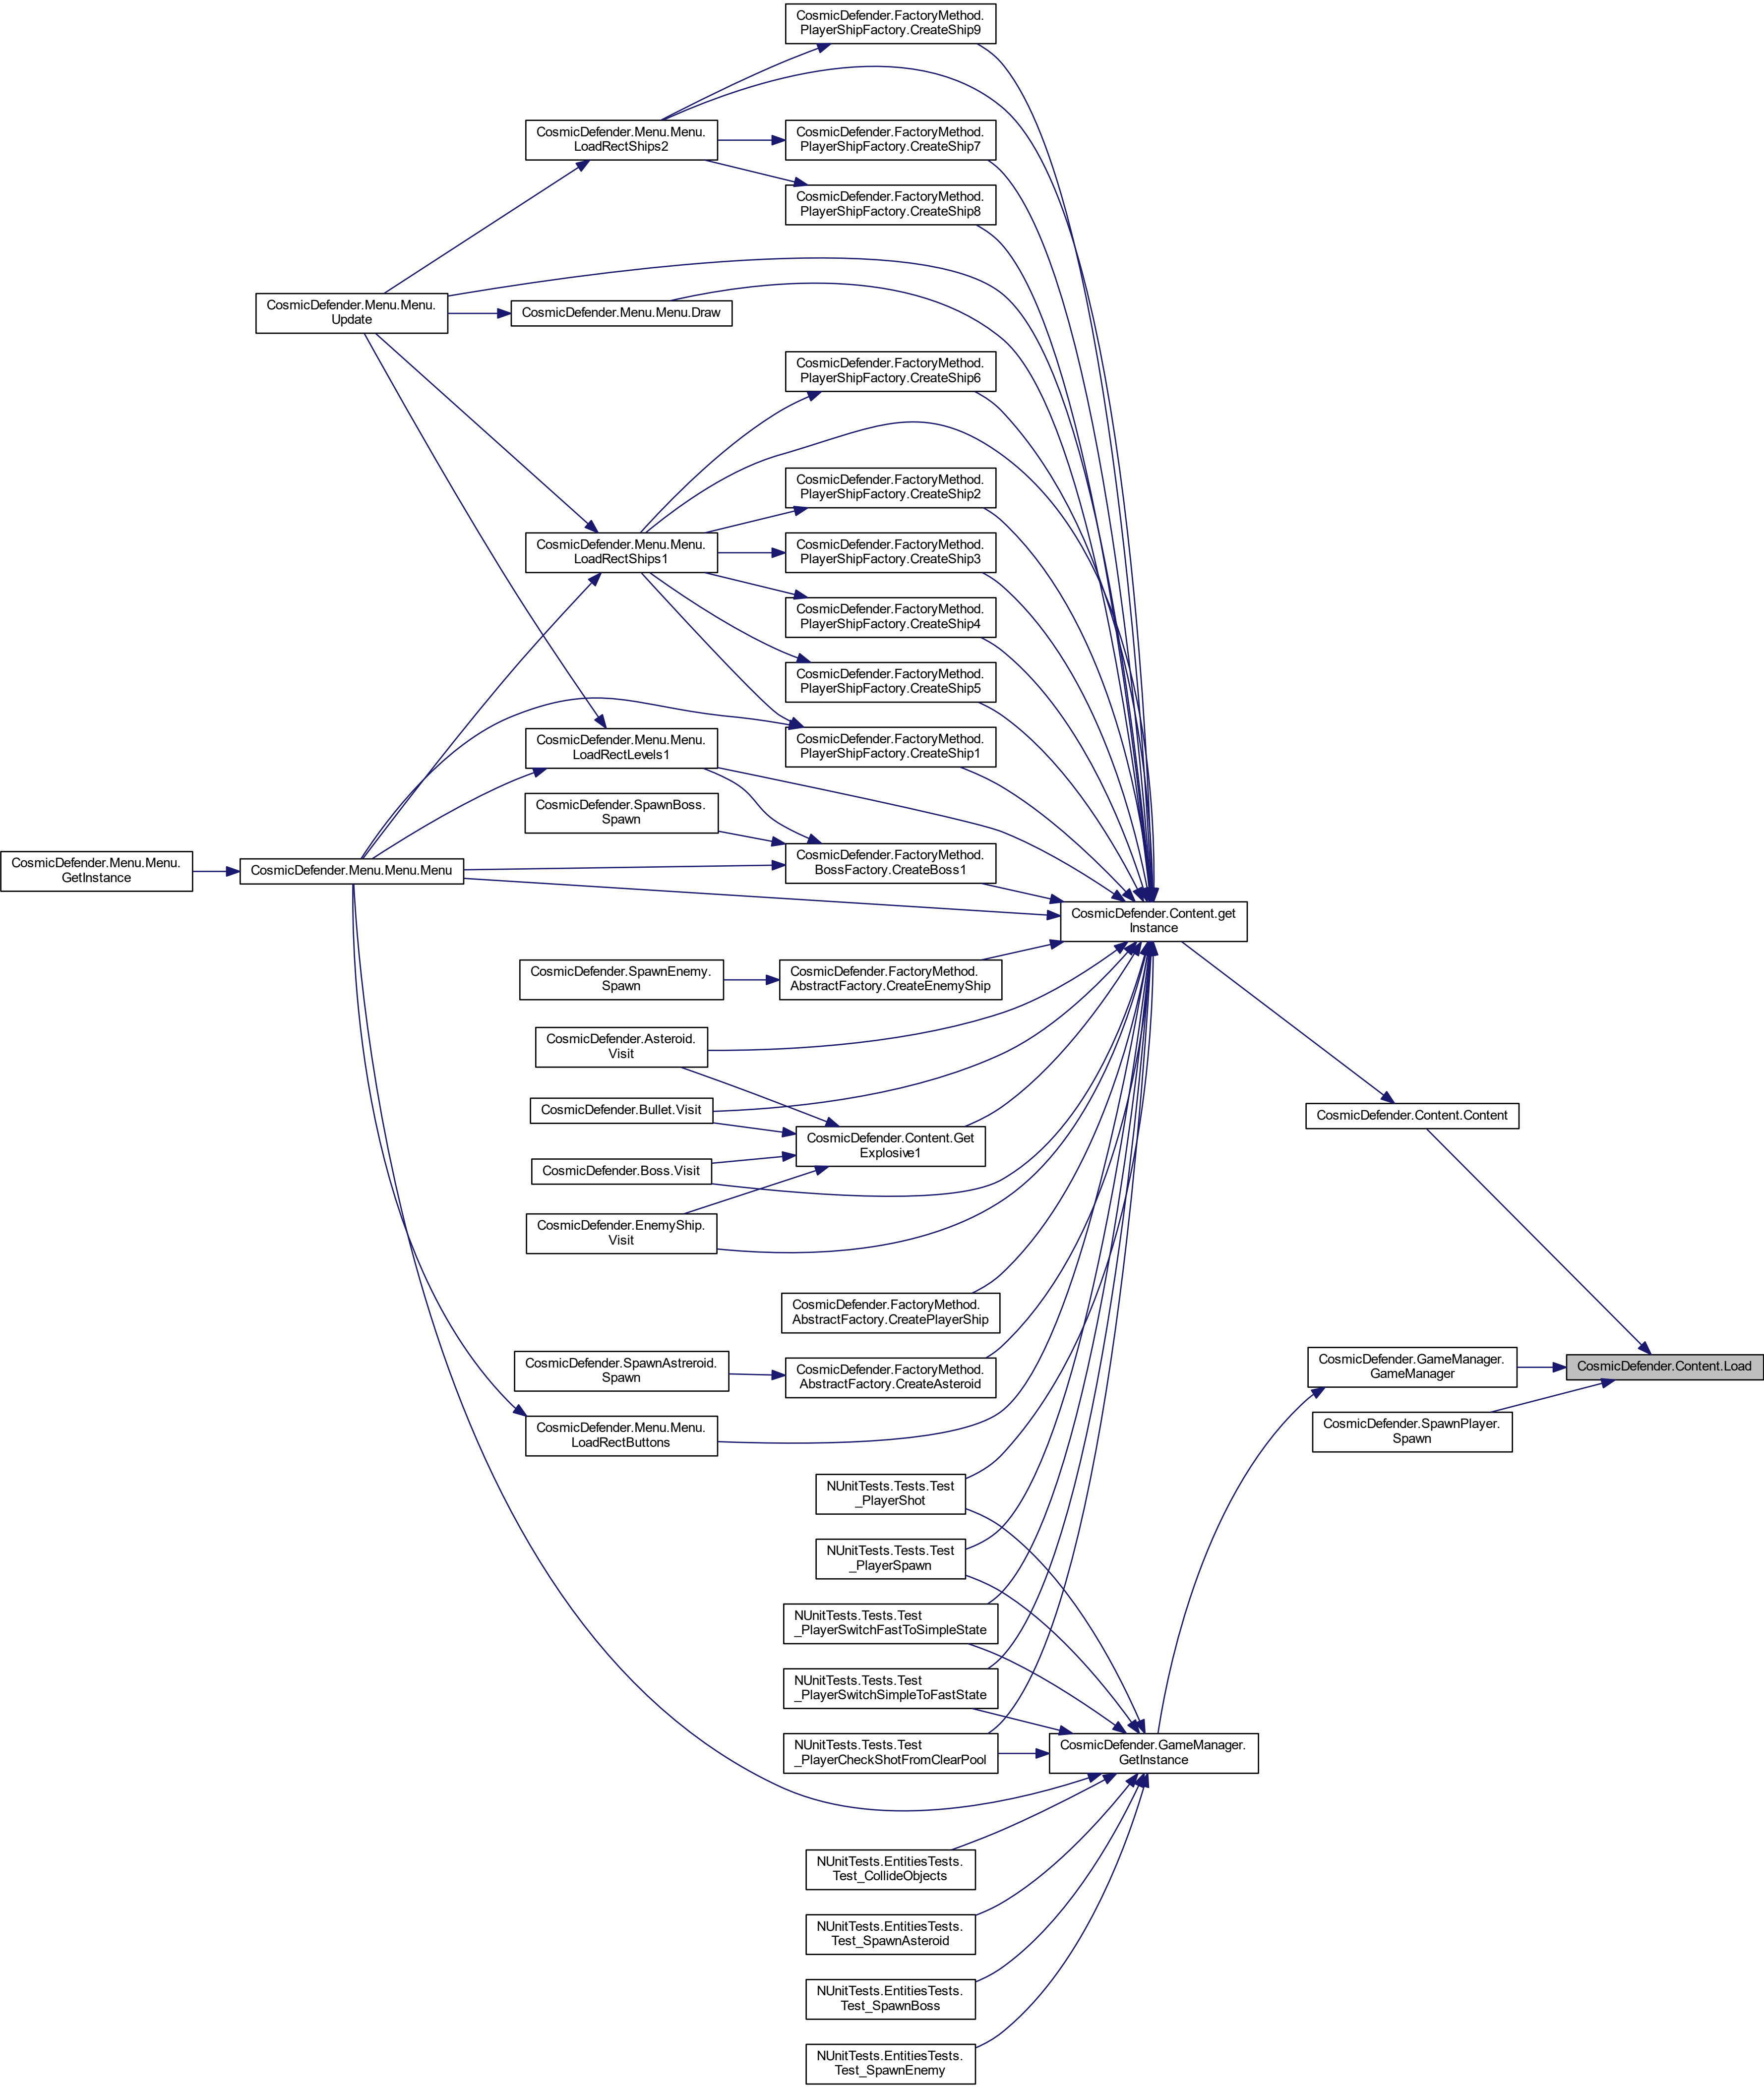 CosmicDefender.FactoryMethod.
PlayerShipFactory.CreateShip9
CosmicDefender.Menu.Menu.
LoadRectShips2
CosmicDefender.FactoryMethod.
PlayerShipFactory.CreateShip7
CosmicDefender.FactoryMethod.
PlayerShipFactory.CreateShip8
CosmicDefender.Menu.Menu.
Update
CosmicDefender.Menu.Menu.Draw
CosmicDefender.FactoryMethod.
PlayerShipFactory.CreateShip6
CosmicDefender.FactoryMethod.
PlayerShipFactory.CreateShip2
CosmicDefender.Menu.Menu.
LoadRectShips1
CosmicDefender.FactoryMethod.
PlayerShipFactory.CreateShip3
CosmicDefender.FactoryMethod.
PlayerShipFactory.CreateShip4
CosmicDefender.FactoryMethod.
PlayerShipFactory.CreateShip5
CosmicDefender.Menu.Menu.
LoadRectLevels1
CosmicDefender.FactoryMethod.
PlayerShipFactory.CreateShip1
CosmicDefender.SpawnBoss.
Spawn
CosmicDefender.Menu.Menu.
GetInstance
CosmicDefender.Menu.Menu.Menu
CosmicDefender.FactoryMethod.
BossFactory.CreateBoss1
CosmicDefender.Content.get
Instance
CosmicDefender.SpawnEnemy.
Spawn
CosmicDefender.FactoryMethod.
AbstractFactory.CreateEnemyShip
CosmicDefender.Asteroid.
Visit
CosmicDefender.Bullet.Visit
CosmicDefender.Content.Content
CosmicDefender.Content.Get
Explosive1
CosmicDefender.Boss.Visit
CosmicDefender.EnemyShip.
Visit
CosmicDefender.FactoryMethod.
AbstractFactory.CreatePlayerShip
CosmicDefender.SpawnAstreroid.
Spawn
CosmicDefender.FactoryMethod.
AbstractFactory.CreateAsteroid
CosmicDefender.GameManager.
GameManager
CosmicDefender.Content.Load
CosmicDefender.SpawnPlayer.
Spawn
CosmicDefender.Menu.Menu.
LoadRectButtons
NUnitTests.Tests.Test
_PlayerShot
NUnitTests.Tests.Test
_PlayerSpawn
NUnitTests.Tests.Test
_PlayerSwitchFastToSimpleState
NUnitTests.Tests.Test
_PlayerSwitchSimpleToFastState
NUnitTests.Tests.Test
_PlayerCheckShotFromClearPool
CosmicDefender.GameManager.
GetInstance
NUnitTests.EntitiesTests.
Test_CollideObjects
NUnitTests.EntitiesTests.
Test_SpawnAsteroid
NUnitTests.EntitiesTests.
Test_SpawnBoss
NUnitTests.EntitiesTests.
Test_SpawnEnemy